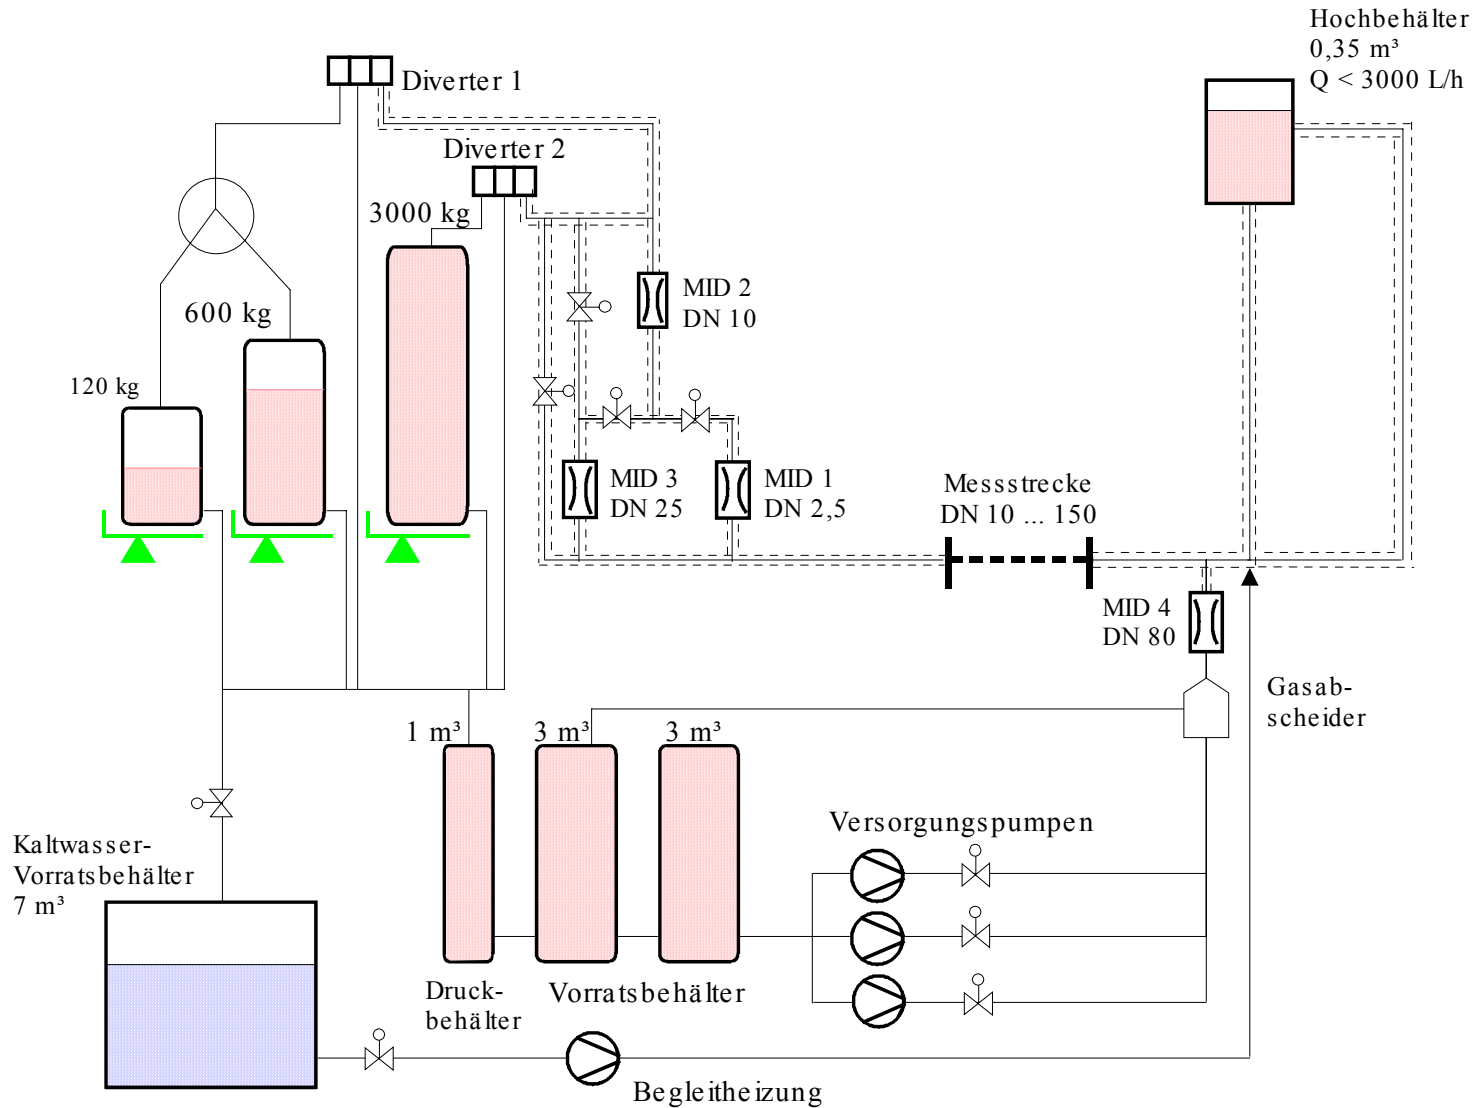 Hochbehälter
0,35 m³
Q < 3000 L/h
Diverter 1
Diverter 2
3000 kg
MID 2
DN 10
600 kg
120 kg
MID 3
DN 25
MID 1
DN 2,5
Messstrecke
DN 10 ... 150
MID 4
DN 80
Gasab-
scheider
1 m³
3 m³
3 m³
Versorgungspumpen
Kaltwasser-
Vorratsbehälter
7 m³
Druck-
behälter
Vorratsbehälter
Begleitheizung